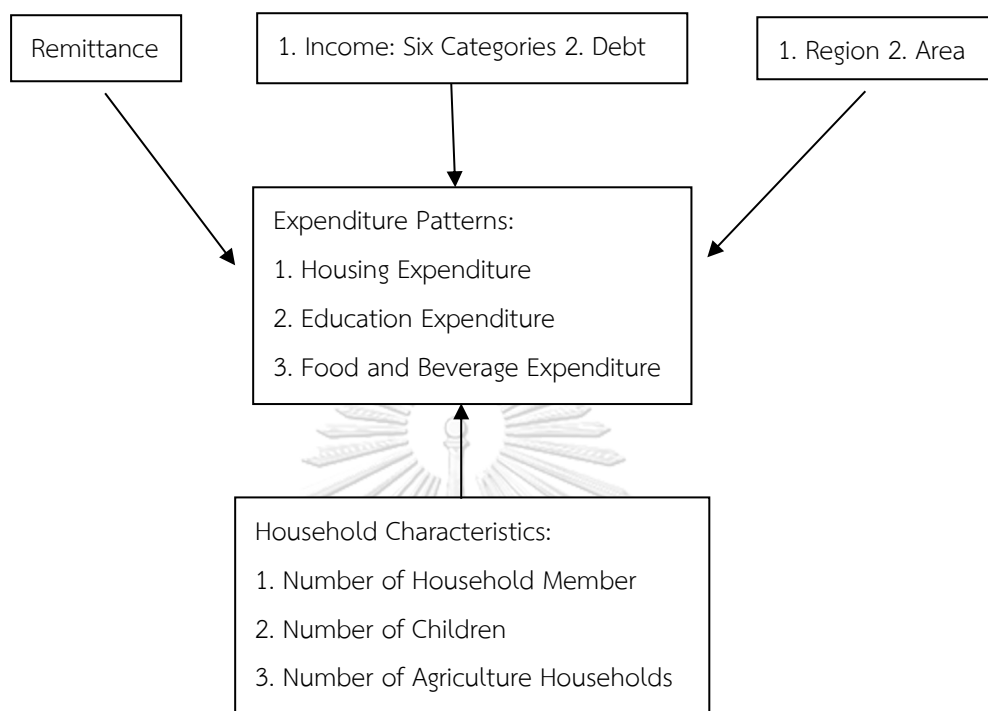 Remittance
1. Income: Six Categories 2. Debt
1. Region 2. Area
Expenditure Patterns:
1. Housing Expenditure
2. Education Expenditure
3. Food and Beverage Expenditure
Household Characteristics:
1. Number of Household Member
2. Number of Children
3. Number of Agriculture Households